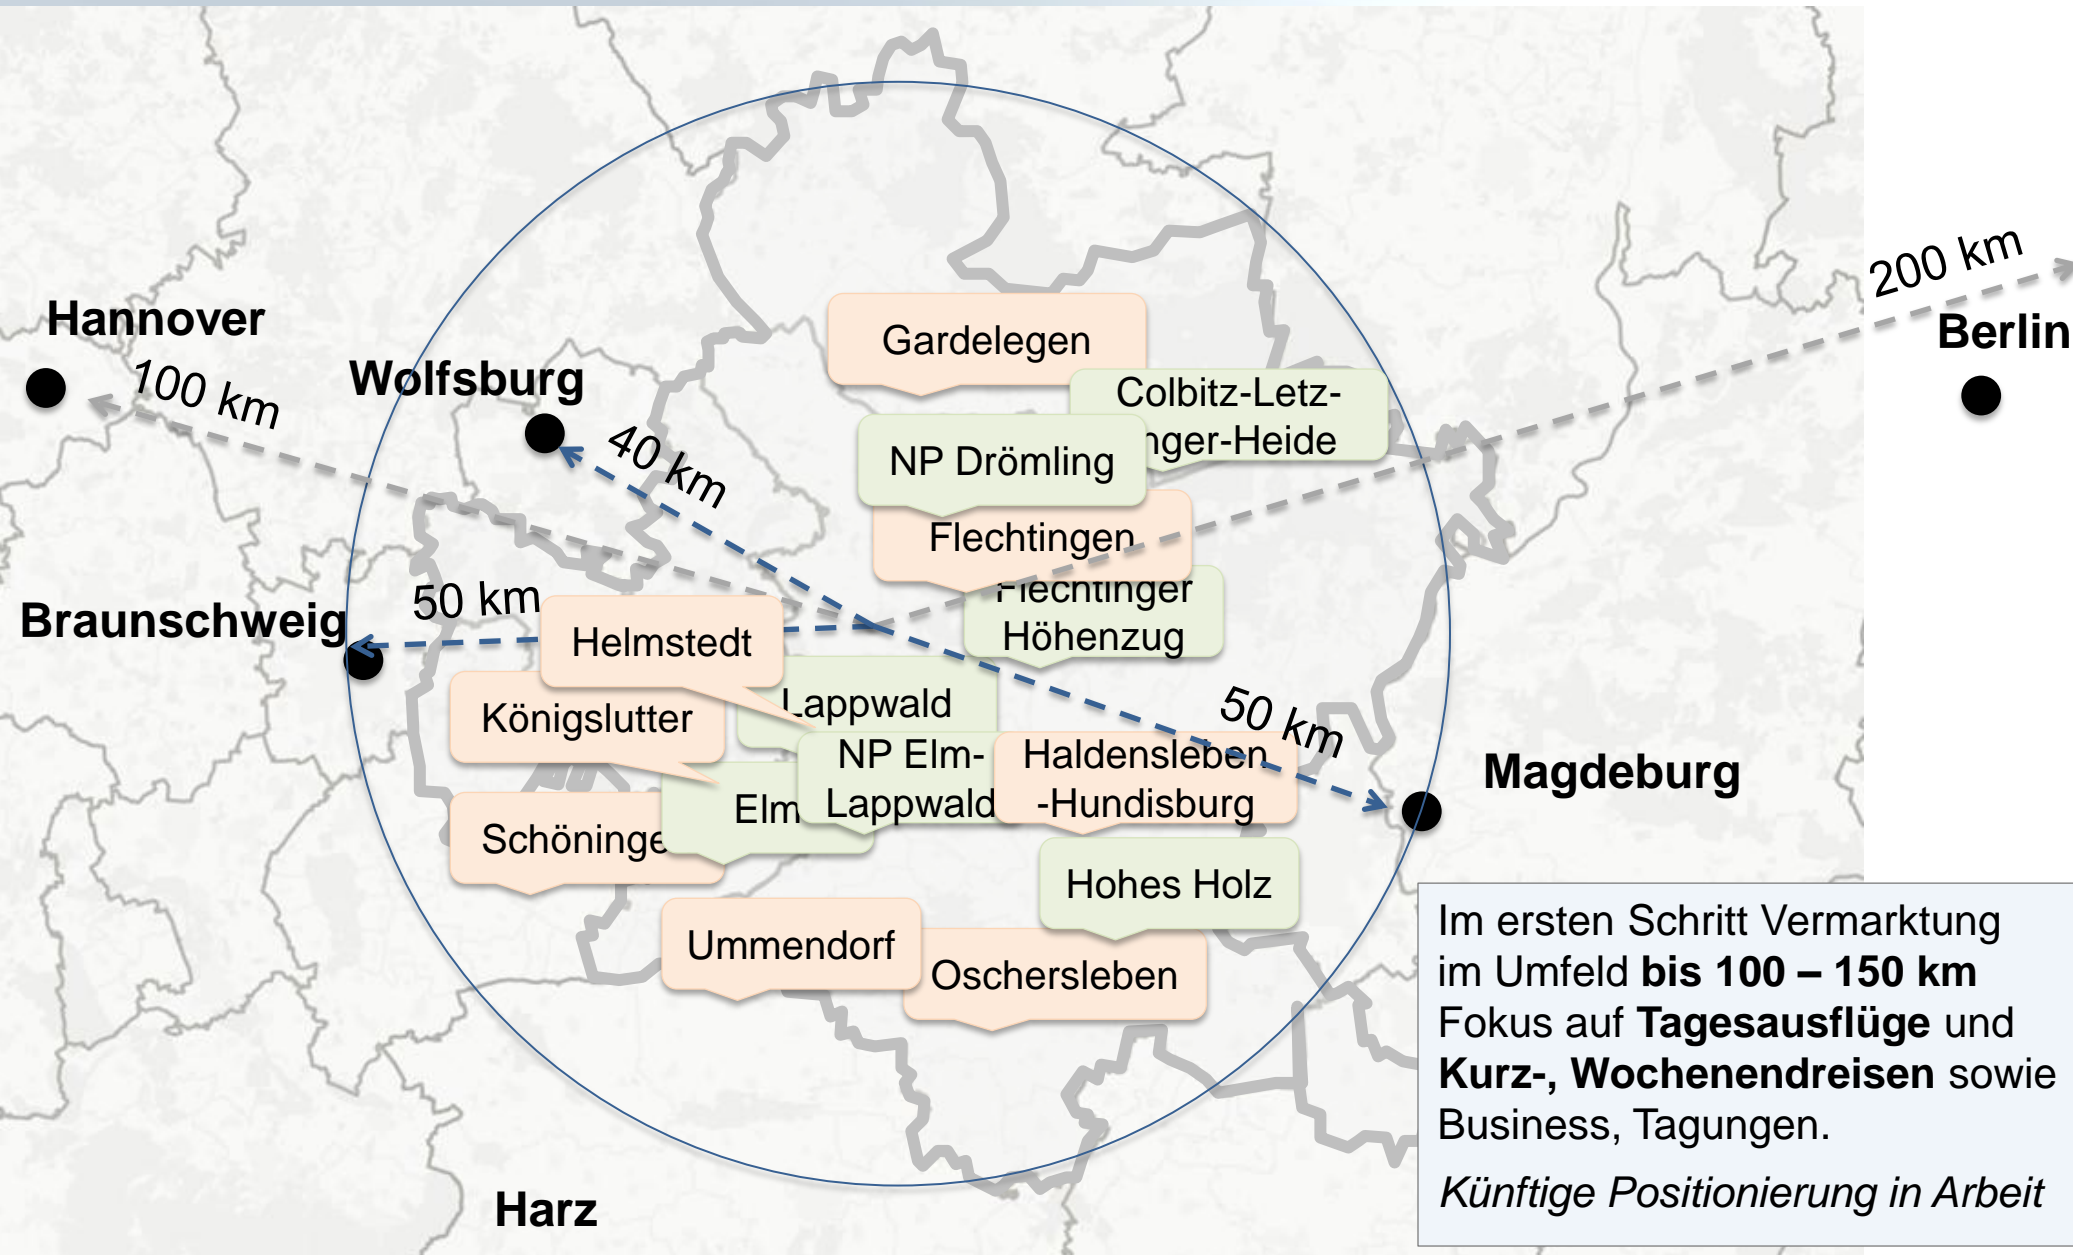 Hannover
100 km
Wolfsburg
40 km
200 km
Berlin
Gardelegen
Colbitz-Letz-
nger-Heide
NP Drömling
Flechtingen
Flechtinger
Höhenzug
Braunschweig
50 km
Helmstedt
Lappwald
Königslutter
50 km
NP Elm-
Lappwald
Haldensleben
-Hundisburg
Magdeburg
Elm
Schöninge
Hohes Holz
Ummendorf
Oschersleben
Harz
Im ersten Schritt Vermarktung
im Umfeld bis 100 – 150 km
Fokus auf Tagesausflüge und
Kurz-, Wochenendreisen sowie
Business, Tagungen.
Künftige Positionierung in Arbeit